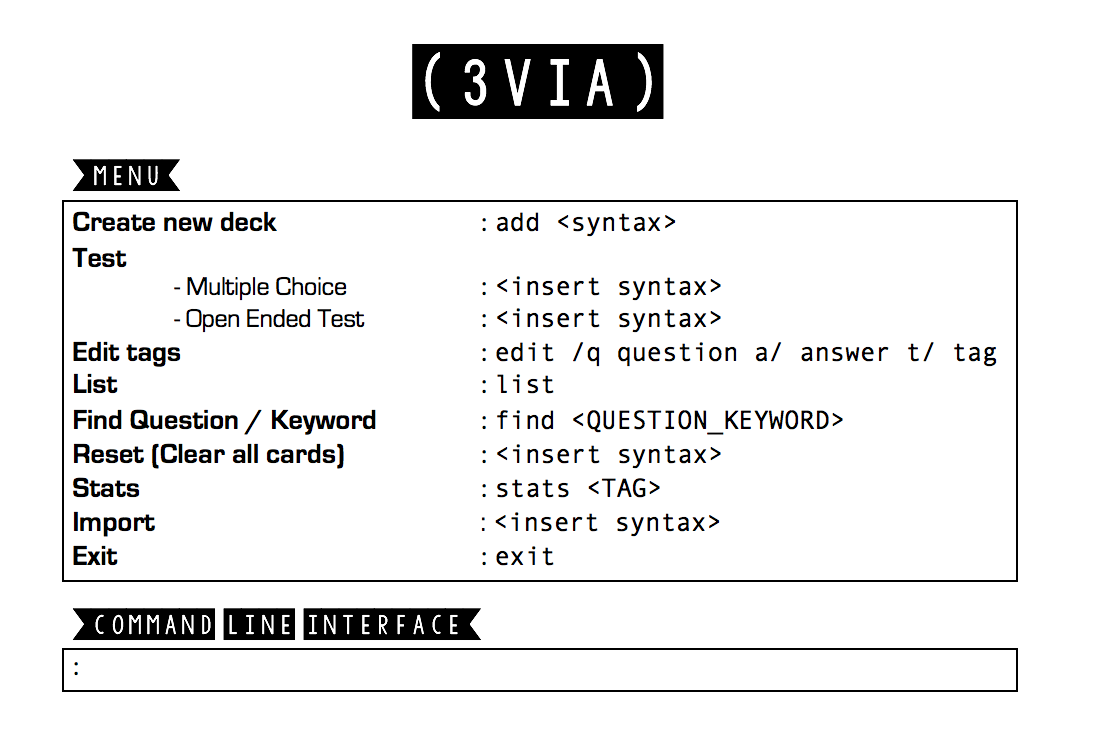 (3VIA)
MENU
Create new deck : add <syntax>
Test
- Multiple Choice : <insert syntax>
- Open Ended Test : <insert syntax>
Edit tags : edit /q question a/ answer t/ tag
List : list
Find Question / Keyword : find <QUESTION_KEYWORD>
Reset (Clear all cards) : <insert syntax>
Stats : stats <TAG>
Import : <insert syntax>
Exit : exit
COMMAND LINE INTERFACE
: